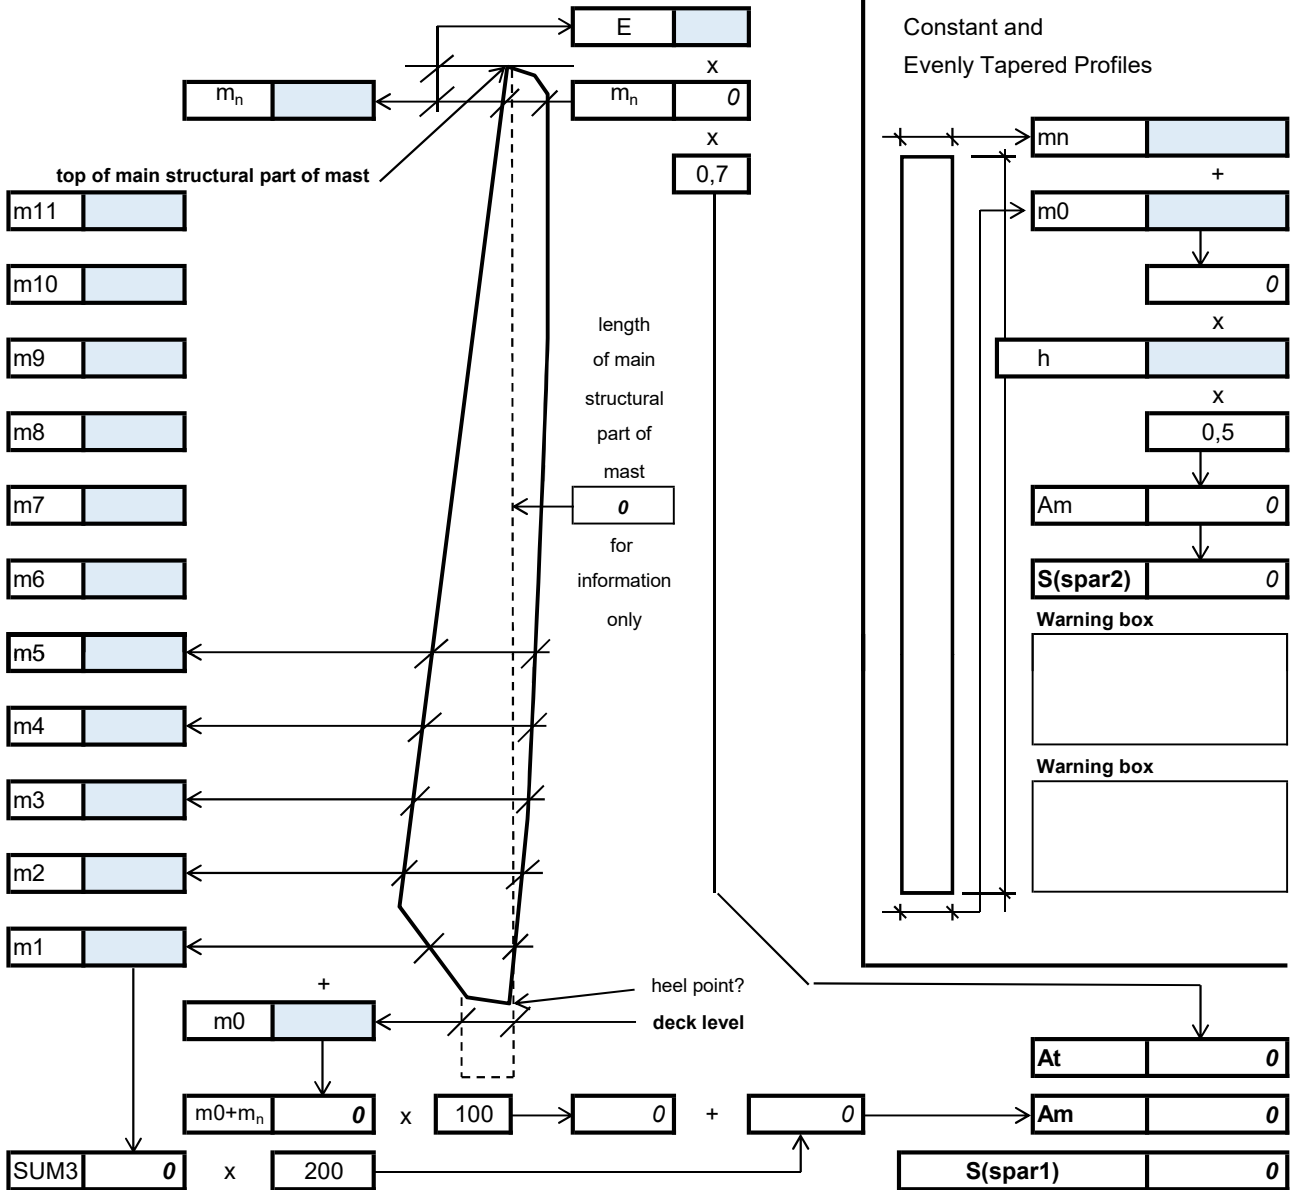 E
Constant and
x
Evenly Tapered Profiles
mn
mn 0
x
mn
top of main structural part of mast
0,7
+
m11
m0
m10
0
length
x
m9
of main
h
structural
x
m8
part of
0,5
mast
m7
0
Am 0
for
m6
information
S(spar2) 0
only
Warning box
m5
m4
Warning box
m3
m2
m1
+
heel point?
m0
deck level
At 0
m0+mn 0 x 100 0 + 0 Am 0
SUM3 0 x 200 S(spar1) 0